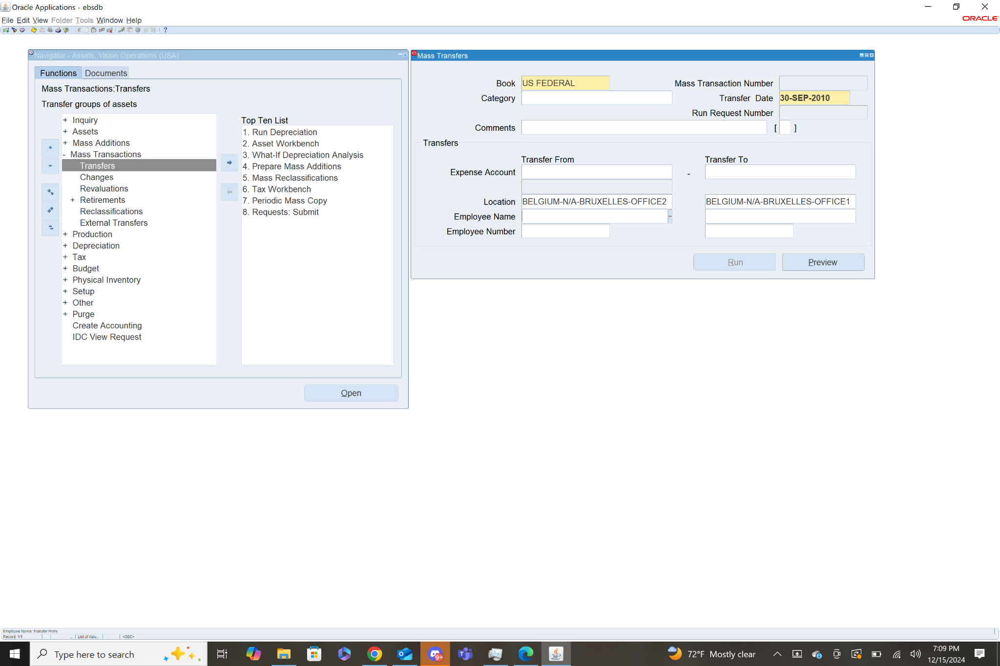 Oracle Applications - ebsdb
File Edit View Folder Tools Window Help
ORACLE
Navigator - Assets, Vision Operations (USA)
Functions Documents
Mass Transactions:Transfers
Transfer groups of assets
+ Inquiry
+ Assets
+ Mass Additions
- Mass Transactions
Transfers
Changes
Revaluations
+ Retirements
Reclassifications
External Transfers
+ Production
+ Depreciation
+ Tax
+ Budget
+ Physical Inventory
+ Setup
+ Other
+ Purge
Create Accounting
IDC View Request
Top Ten List
1. Run Depreciation
2. Asset Workbench
3. What-If Depreciation Analysis
4. Prepare Mass Additions
5. Mass Reclassifications
6. Tax Workbench
7. Periodic Mass Copy
8. Requests: Submit
Open
Mass Transfers
Book US FEDERAL Mass Transaction Number
Category Transfer Date 30-SEP-2010
Run Request Number
Comments [ ]
Transfers
Transfer From Transfer To
Expense Account -
Location BELGIUM-N/A-BRUXELLES-OFFICE2 BELGIUM-N/A-BRUXELLES-OFFICE1
Employee Name
Employee Number
Run Preview
Employee Name: Transfer From
Record: 1/1 ... List of Valu... <OSC>
Type here to search 9+ 72°F Mostly clear 7:09 PM
12/15/2024